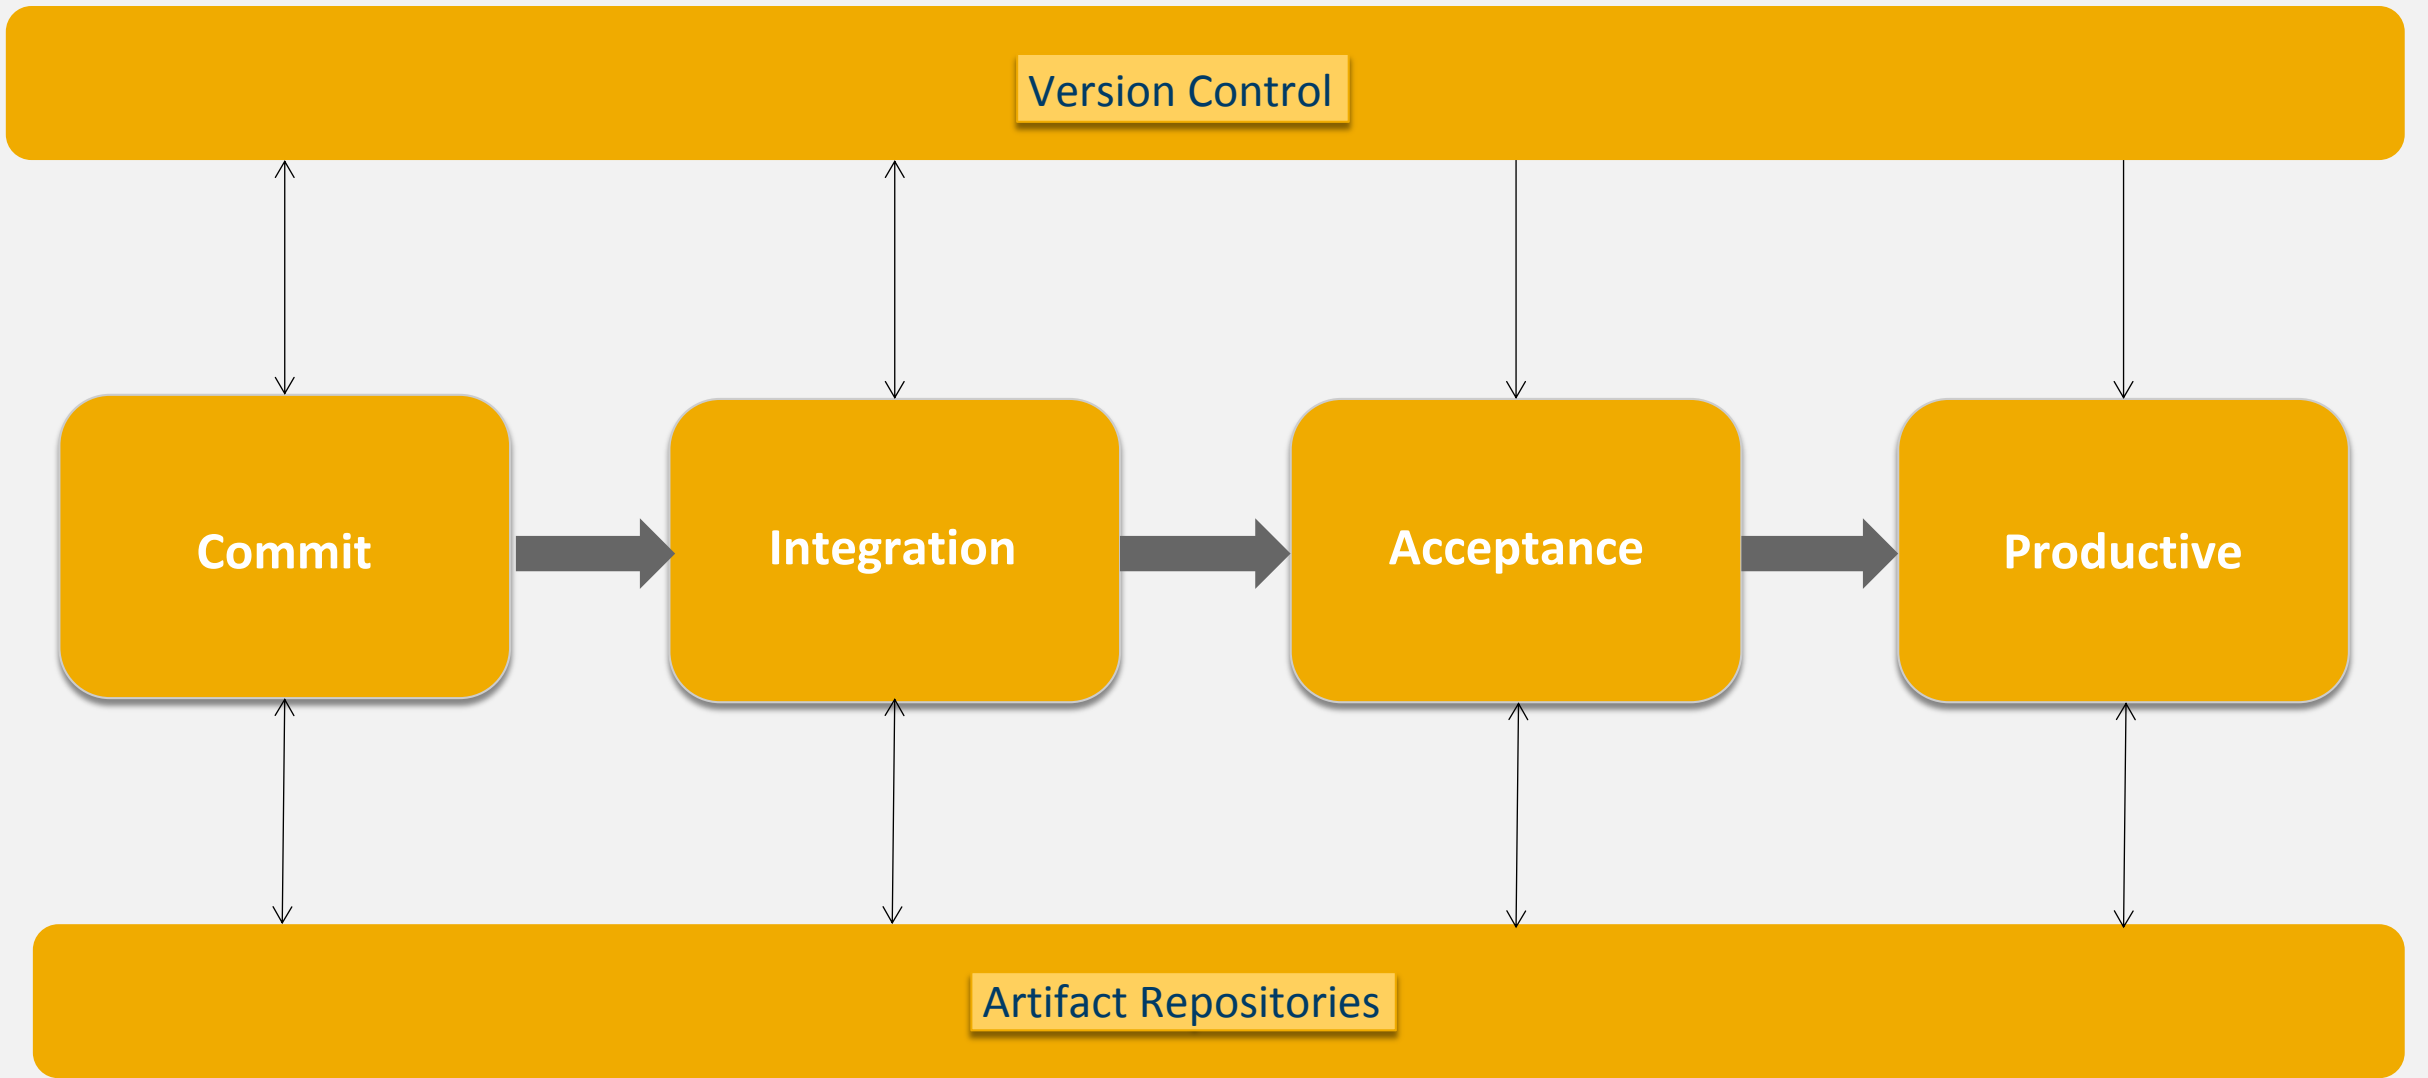 Version Control
Commit
Integration
Acceptance
Productive
Artifact Repositories